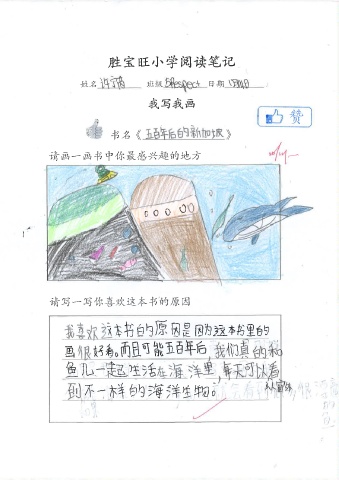 胜宝旺小学阅读笔记
姓名 许 班级 5Respect 日期
我写我画
赞
书名《五百年后的新加坡》
请画一画书中你最感兴趣的地方
请写一写你喜欢这本书的原因
我喜欢这本书的原因是因为这本书里的
画很好看。而且可能五百年后我们真的和
鱼儿一起生活在海洋里,每天可以看
到不一样的海洋生物。